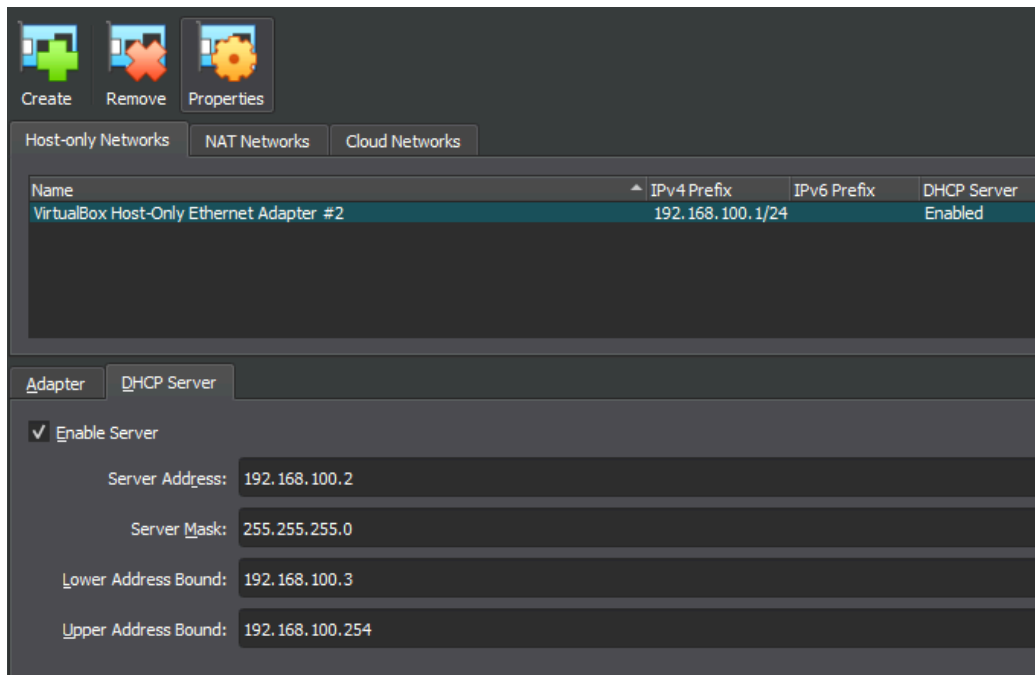 Create Remove Properties
Host-only Networks NAT Networks Cloud Networks
Name IPv4 Prefix IPv6 Prefix DHCP Server
VirtualBox Host-Only Ethernet Adapter #2 192.168.100.1/24 Enabled
Adapter DHCP Server
Enable Server
Server Address: 192.168.100.2
Server Mask: 255.255.255.0
Lower Address Bound: 192.168.100.3
Upper Address Bound: 192.168.100.254